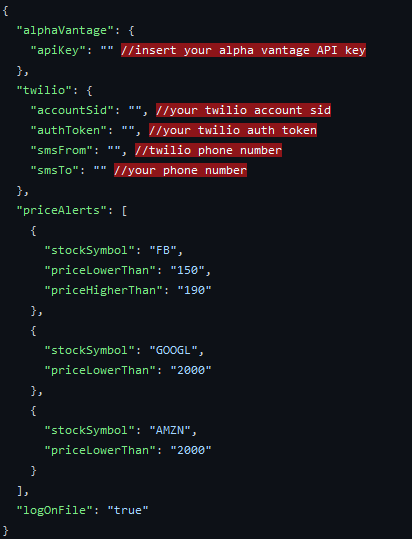 {
  "alphaVantage": {
    "apiKey": "" //insert your alpha vantage API key
  },
  "twilio": {
    "accountSid": "", //your twilio account sid
    "authToken": "", //your twilio auth token
    "smsFrom": "", //twilio phone number
    "smsTo": "" //your phone number
  },
  "priceAlerts": [
    {
      "stockSymbol": "FB",
      "priceLowerThan": "150",
      "priceHigherThan": "190"
    },
    {
      "stockSymbol": "GOOGL",
      "priceLowerThan": "2000"
    },
    {
      "stockSymbol": "AMZN",
      "priceLowerThan": "2000"
    }
  ],
  "logOnFile": "true"
}